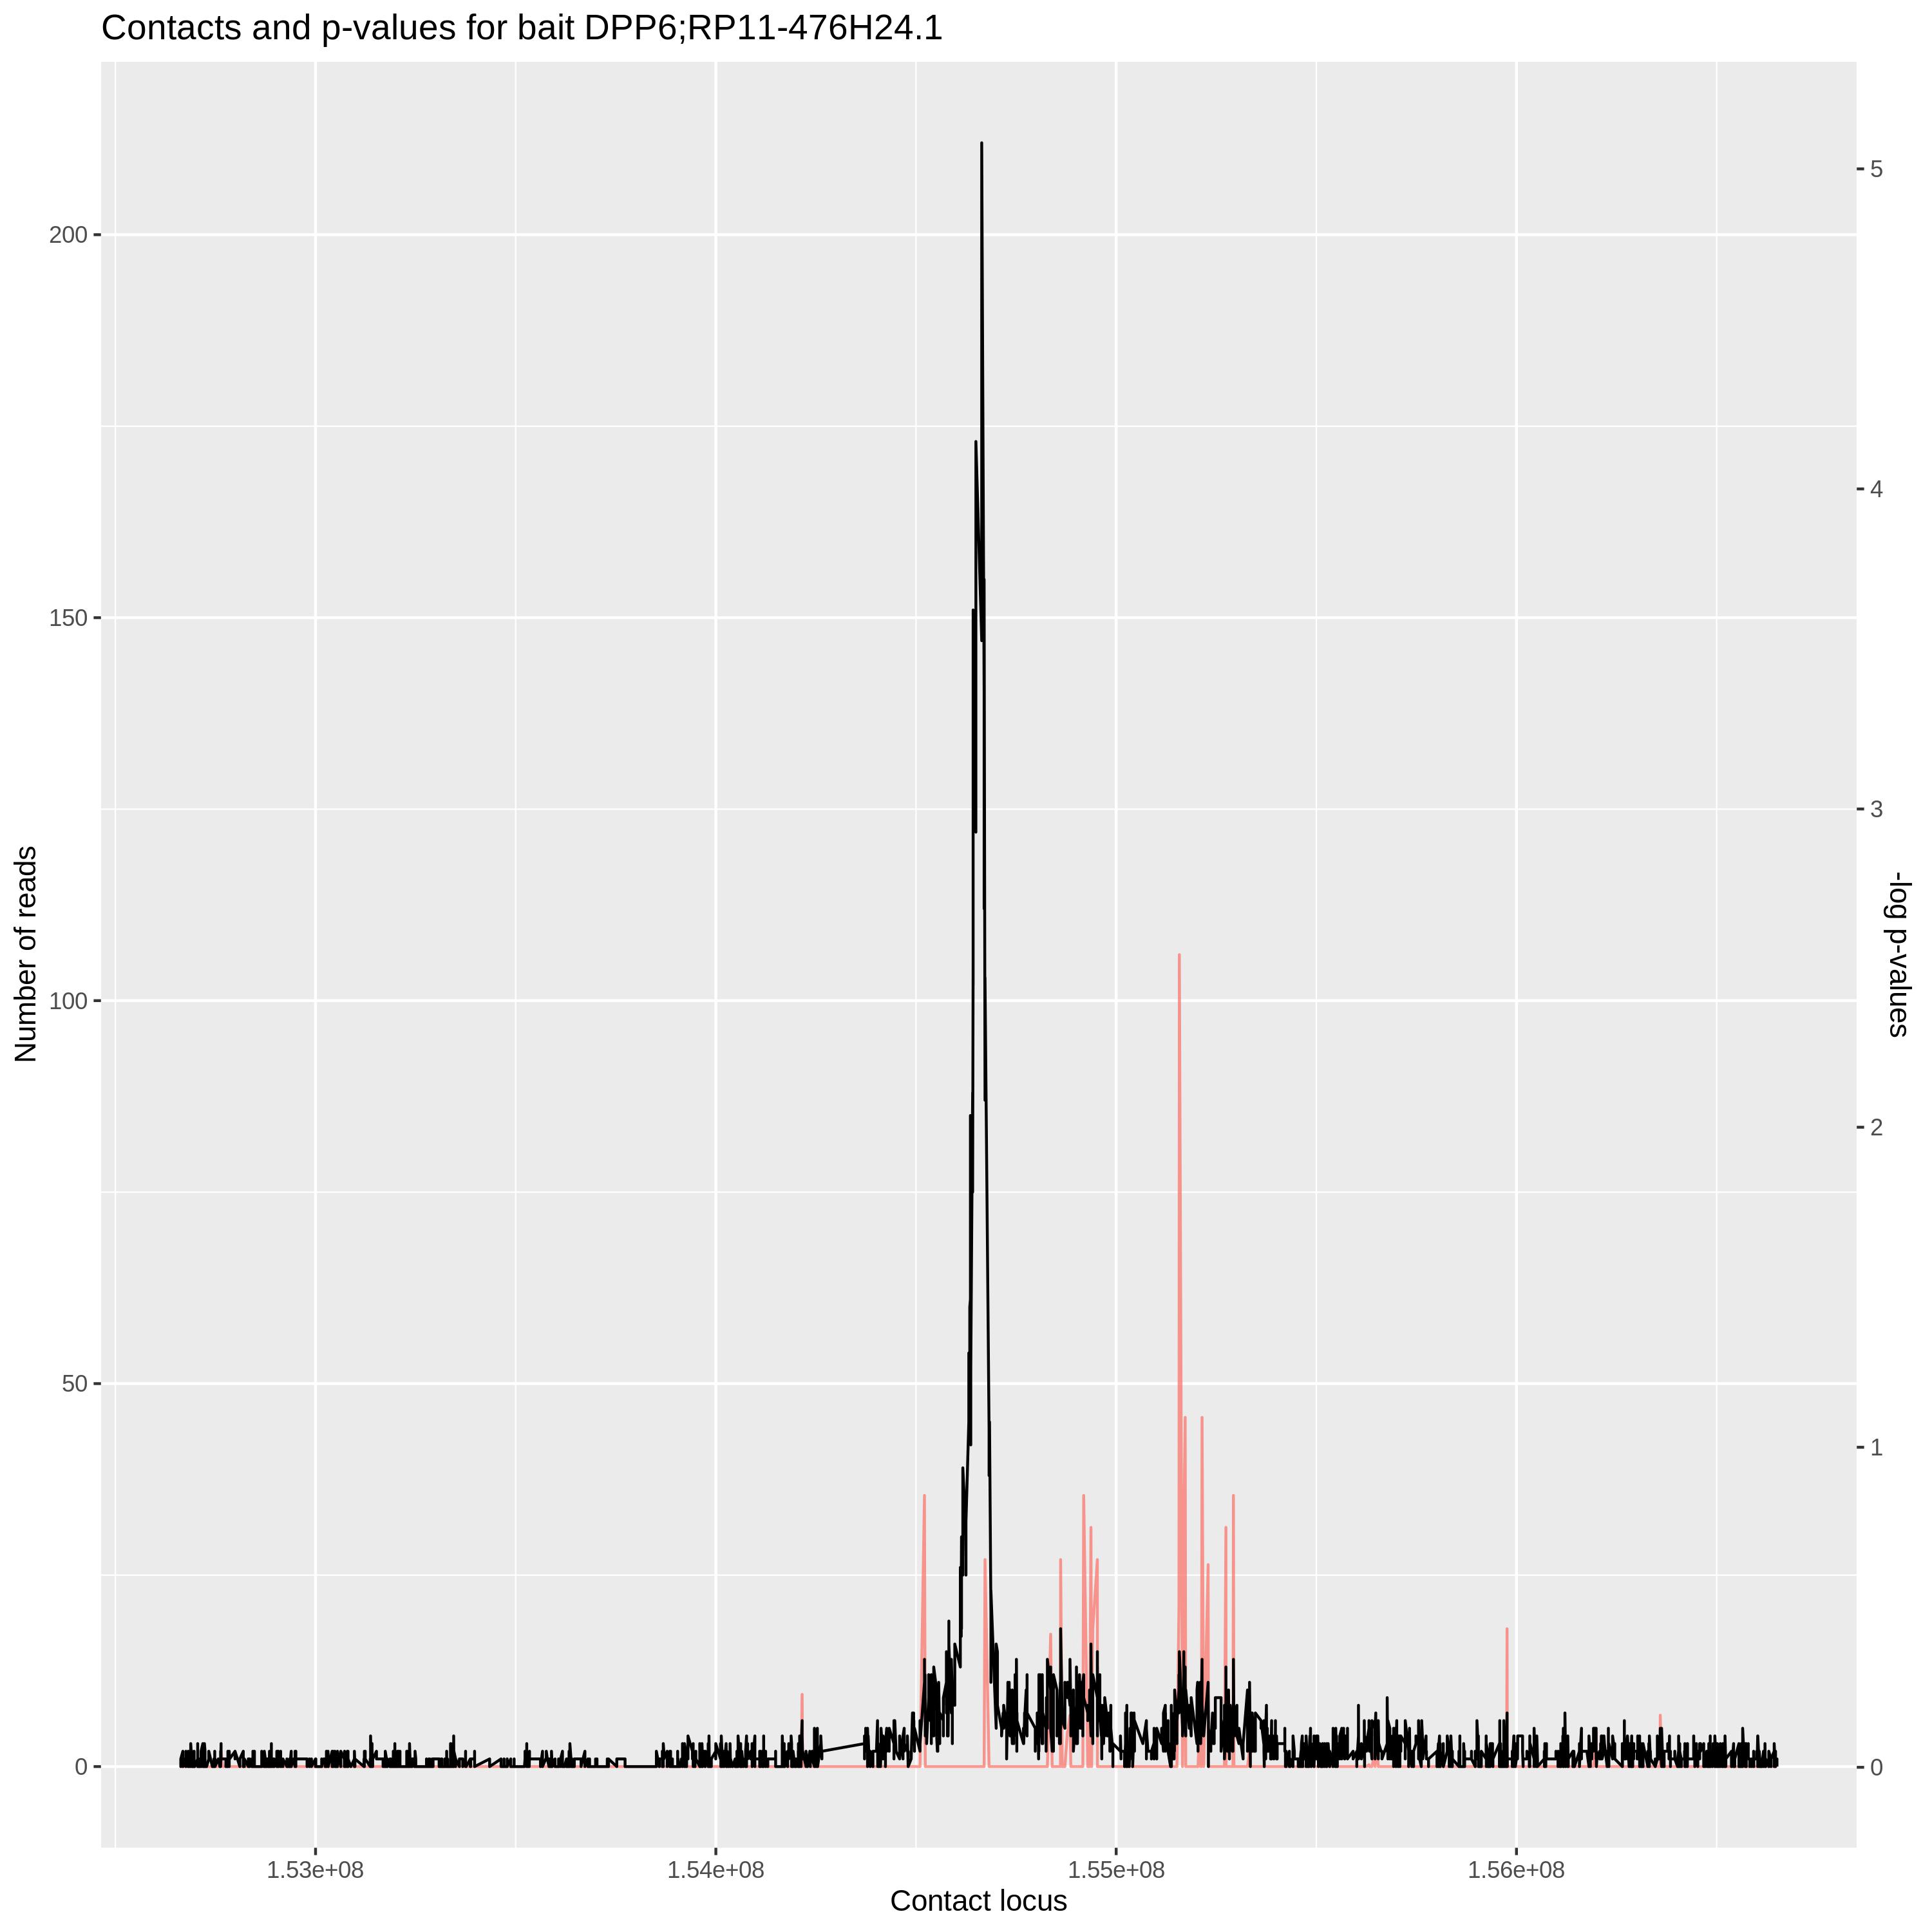 Contacts and p-values for bait DPP6;RP11-476H24.1
200
150
100
50
0
Number of reads
5
4
3
2
1
0
-log p-values
1.53e+08
1.54e+08
1.55e+08
1.56e+08
Contact locus